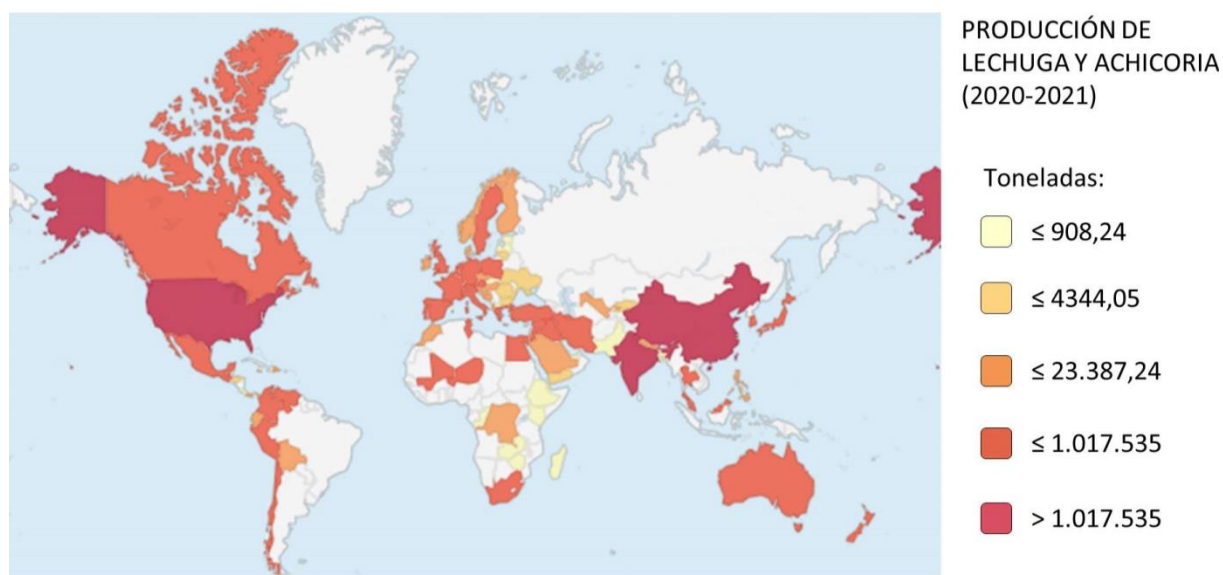 PRODUCCIÓN DE
LECHUGA Y ACHICORIA
(2020-2021)
Toneladas:
≤ 908,24
≤ 4344,05
≤ 23.387,24
≤ 1.017.535
> 1.017.535